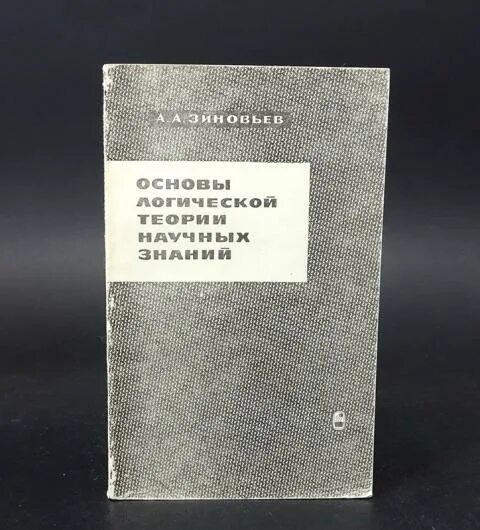 А. А. ЗИНОВЬЕВ
ОСНОВЫ
ЛОГИЧЕСКОЙ
ТЕОРИИ
НАУЧНЫХ
ЗНАНИЙ